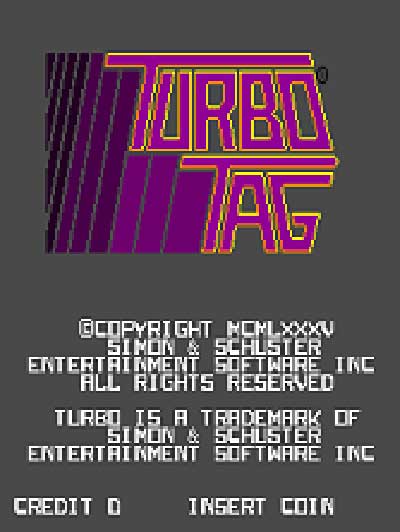 TURBO®
TAG
©COPYRIGHT MCMLXXXV
SIMON & SCHUSTER
ENTERTAINMENT SOFTWARE INC
ALL RIGHTS RESERVED
TURBO IS A TRADEMARK OF
SIMON & SCHUSTER
ENTERTAINMENT SOFTWARE INC
CREDIT 0 INSERT COIN